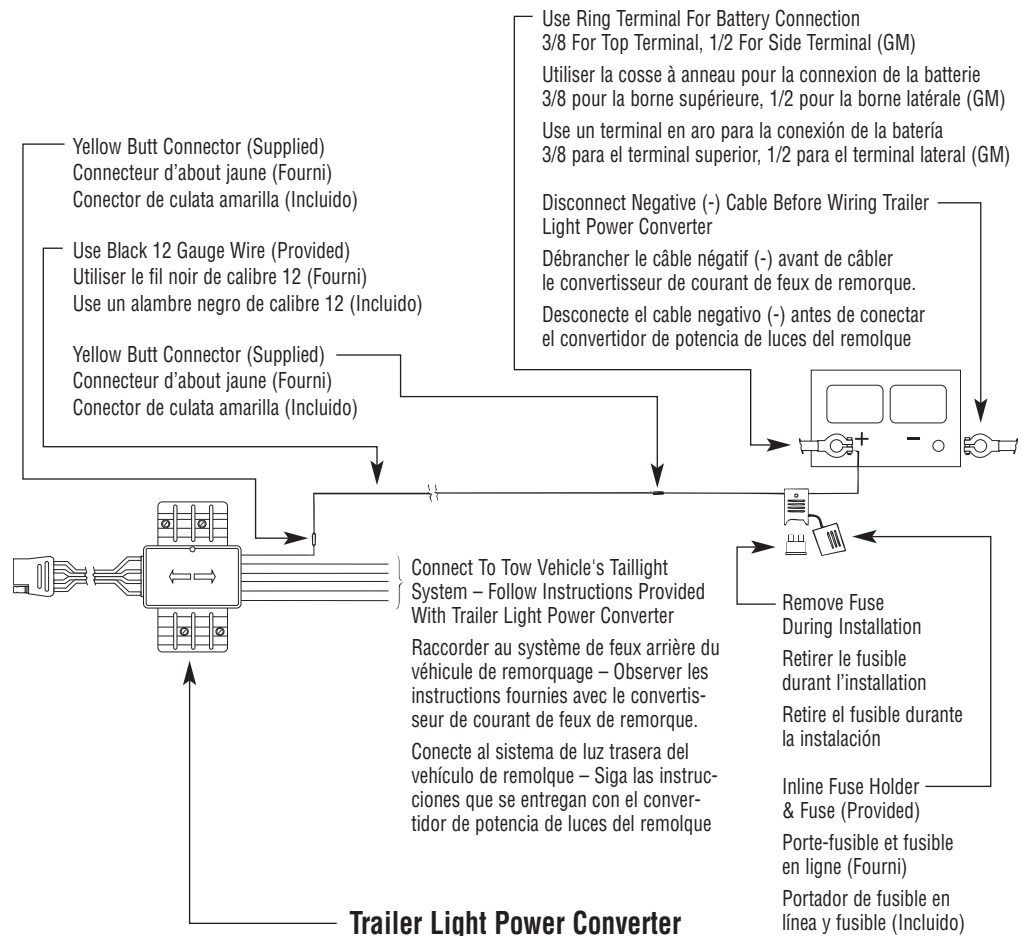 Use Ring Terminal For Battery Connection
3/8 For Top Terminal, 1/2 For Side Terminal (GM)
Utiliser la cosse à anneau pour la connexion de la batterie
3/8 pour la borne supérieure, 1/2 pour la borne latérale (GM)
Use un terminal en aro para la conexión de la batería
3/8 para el terminal superior, 1/2 para el terminal lateral (GM)
Yellow Butt Connector (Supplied)
Connecteur d'about jaune (Fourni)
Conector de culata amarilla (Incluido)
Use Black 12 Gauge Wire (Provided)
Utiliser le fil noir de calibre 12 (Fourni)
Use un alambre negro de calibre 12 (Incluido)
Yellow Butt Connector (Supplied)
Connecteur d'about jaune (Fourni)
Conector de culata amarilla (Incluido)
Disconnect Negative (-) Cable Before Wiring Trailer
Light Power Converter
Débrancher le câble négatif (-) avant de câbler
le convertisseur de courant de feux de remorque.
Desconecte el cable negativo (-) antes de conectar
el convertidor de potencia de luces del remolque
+ −
Connect To Tow Vehicle's Taillight
System – Follow Instructions Provided
With Trailer Light Power Converter
Raccorder au système de feux arrière du
véhicule de remorquage – Observer les
instructions fournies avec le convertis-
seur de courant de feux de remorque.
Conecte al sistema de luz trasera del
vehículo de remolque – Siga las instruc-
ciones que se entregan con el conver-
tidor de potencia de luces del remolque
Remove Fuse
During Installation
Retirer le fusible
durant l'installation
Retire el fusible durante
la instalación
Inline Fuse Holder
& Fuse (Provided)
Porte-fusible et fusible
en ligne (Fourni)
Portador de fusible en
línea y fusible (Incluido)
Trailer Light Power Converter